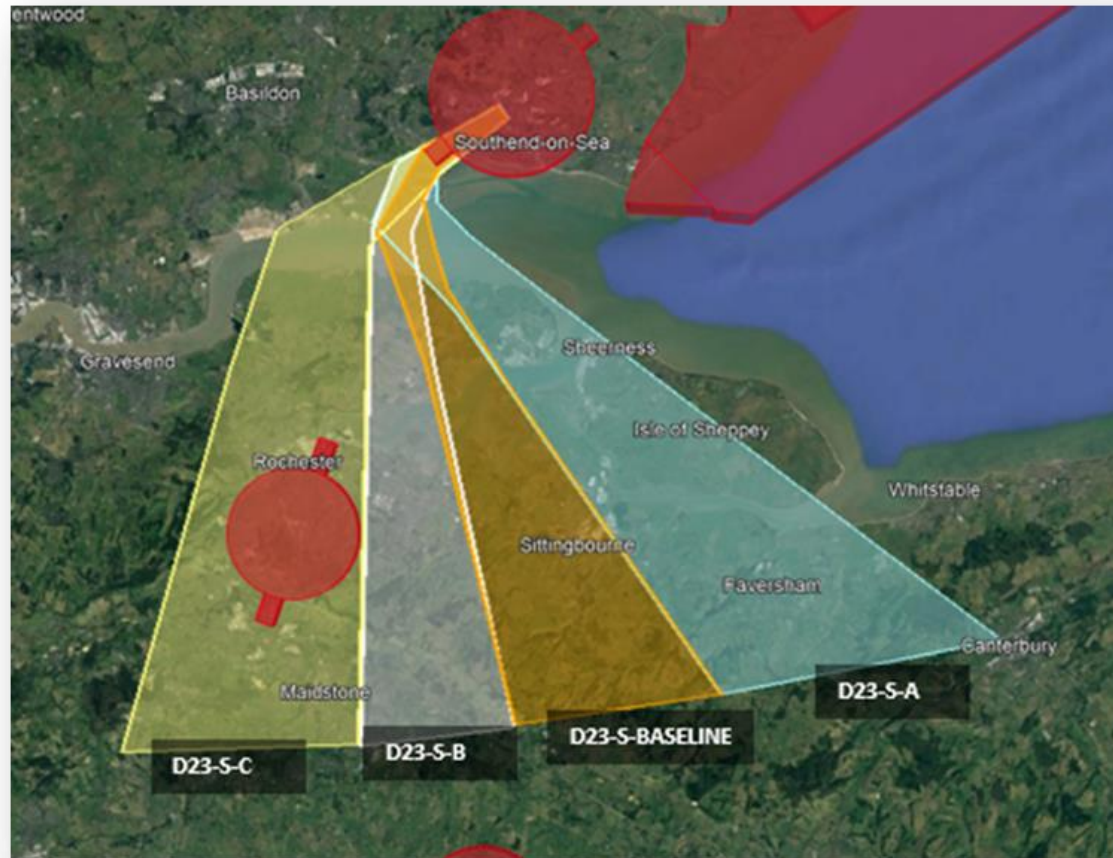 entwood
Basildon
Southend-on-Sea
Gravesend
Sheerness
Isle of Sheppey
Rochester
Whitstable
Sittingbourne
Faversham
Canterbury
Maidstone
D23-S-A
D23-S-BASELINE
D23-S-B
D23-S-C